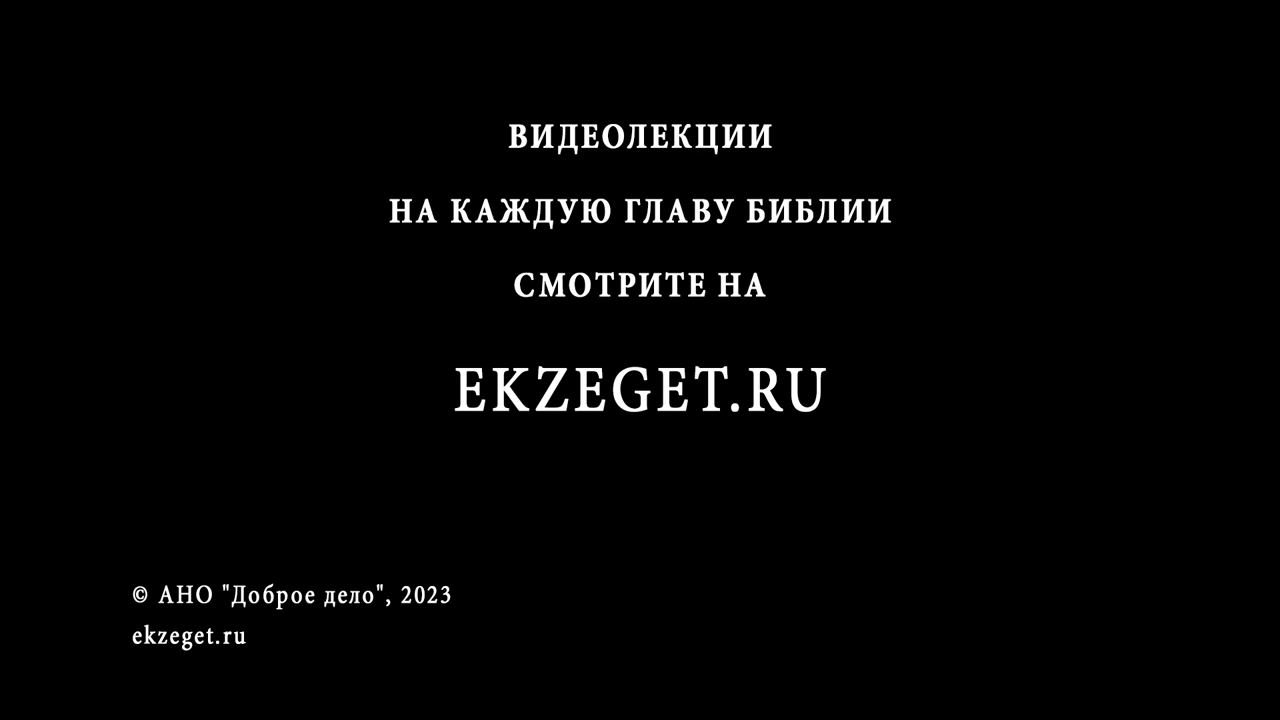 ВИДЕОЛЕКЦИИ
НА КАЖДУЮ ГЛАВУ БИБЛИИ
СМОТРИТЕ НА
EKZEGET.RU
© АНО "Доброе дело", 2023
ekzeget.ru